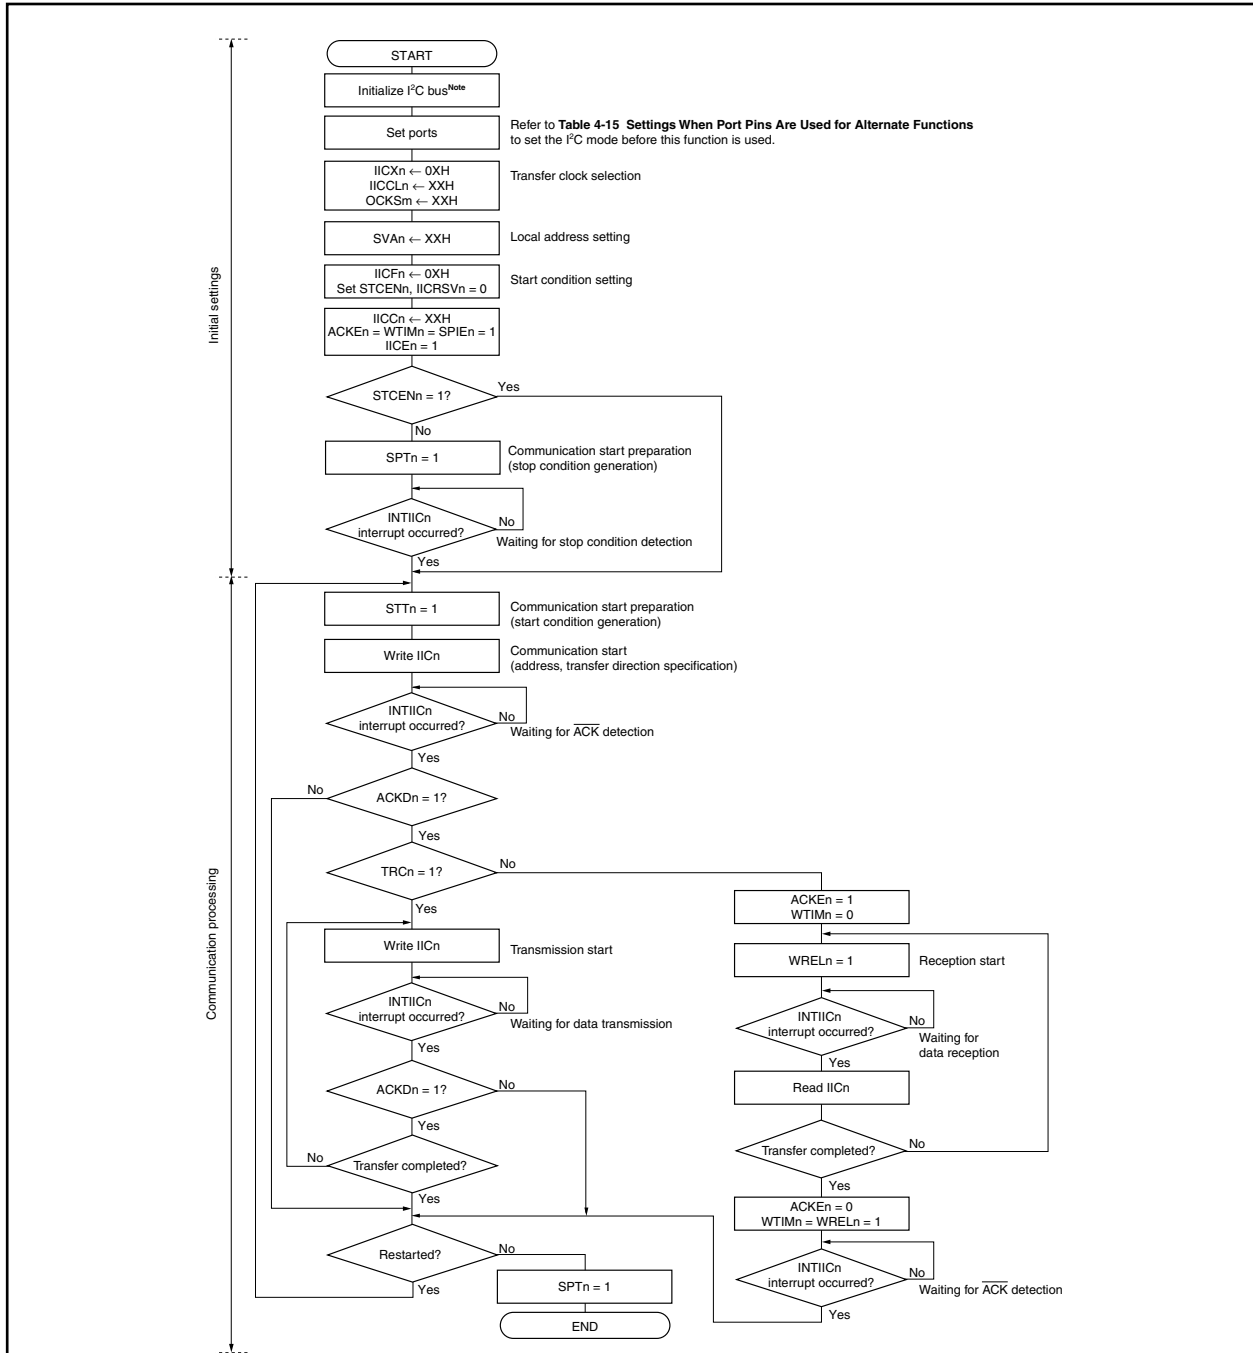 START
Initialize I²C bus^Note
Set ports
Refer to Table 4-15 Settings When Port Pins Are Used for Alternate Functions
to set the I²C mode before this function is used.
IICXn ← 0XH
IICCLn ← XXH
OCKSm ← XXH
Transfer clock selection
SVAn ← XXH
Local address setting
IICFn ← 0XH
Set STCENn, IICRSVn = 0
Start condition setting
IICCn ← XXH
ACKEn = WTIMn = SPIEn = 1
IICEn = 1
Initial settings
STCENn = 1?
Yes
No
SPTn = 1
Communication start preparation
(stop condition generation)
INTIICn
interrupt occurred?
No
Waiting for stop condition detection
Yes
STTn = 1
Communication start preparation
(start condition generation)
Write IICn
Communication start
(address, transfer direction specification)
INTIICn
interrupt occurred?
No
Waiting for A̅C̅K̅ detection
Yes
No
ACKDn = 1?
Yes
TRCn = 1?
No
Yes
Communication processing
Write IICn
Transmission start
INTIICn
interrupt occurred?
No
Waiting for data transmission
Yes
ACKDn = 1?
No
Yes
No
Transfer completed?
Yes
Restarted?
No
Yes
SPTn = 1
END
ACKEn = 1
WTIMn = 0
WRELn = 1
Reception start
INTIICn
interrupt occurred?
No
Waiting for
data reception
Yes
Read IICn
Transfer completed?
No
Yes
ACKEn = 0
WTIMn = WRELn = 1
INTIICn
interrupt occurred?
No
Waiting for A̅C̅K̅ detection
Yes